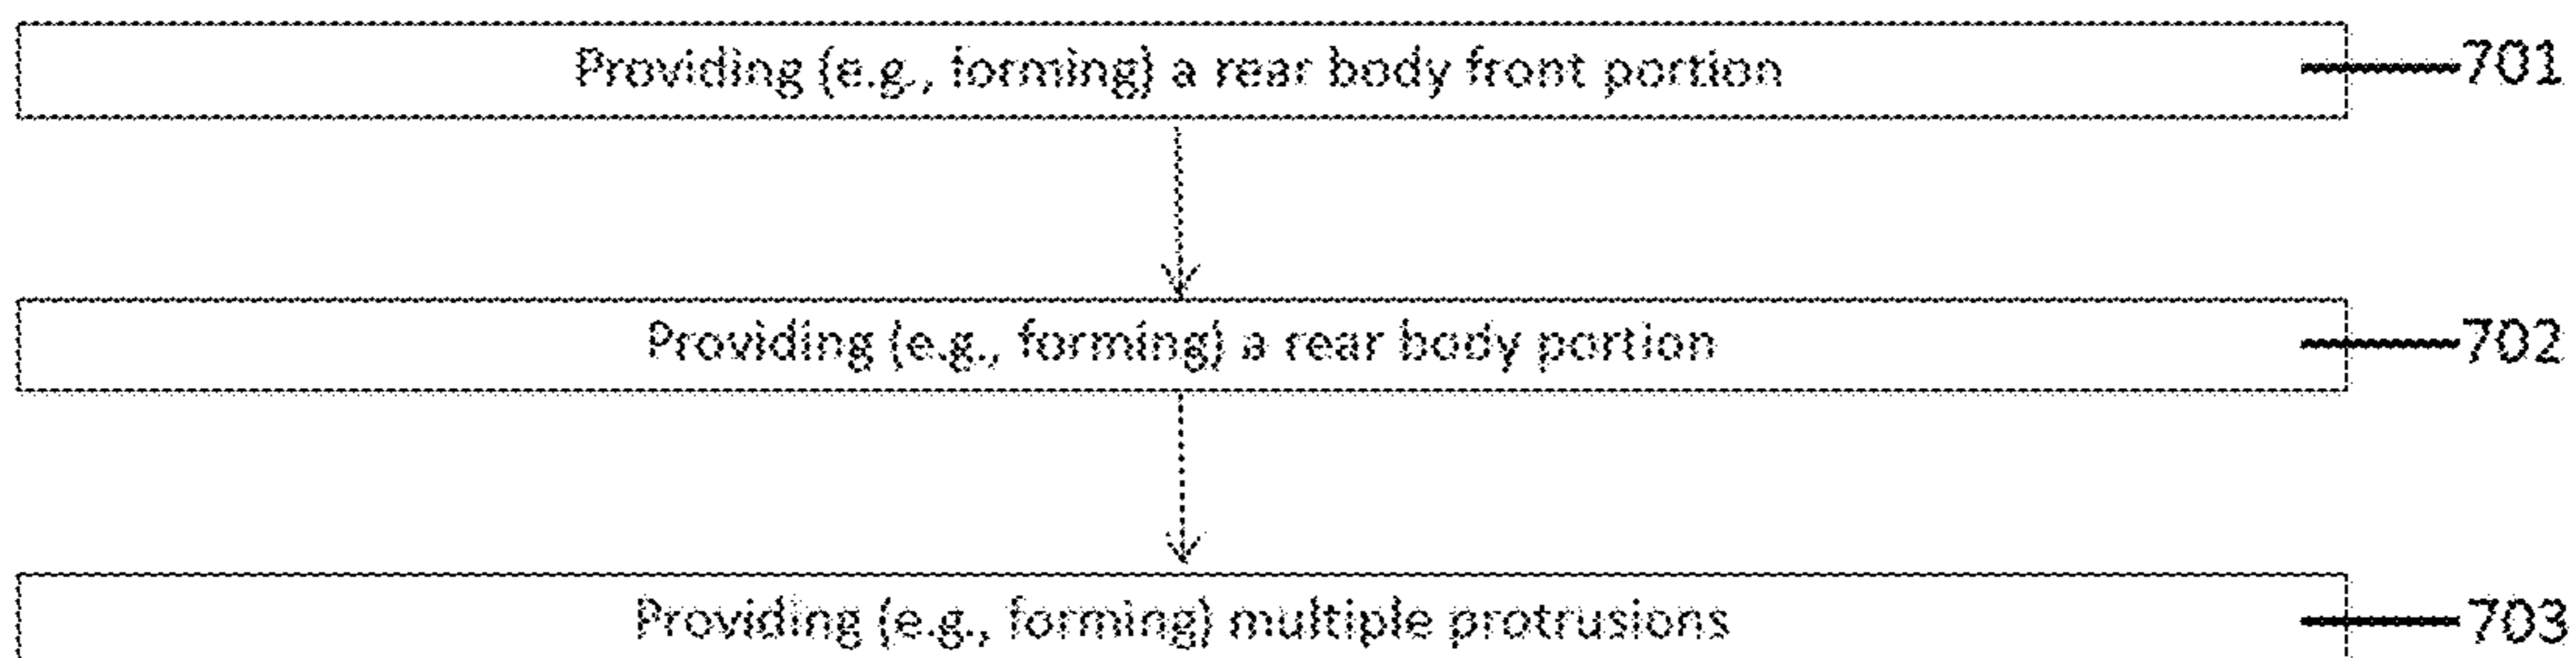 Providing (e.g., forming) a rear body front portion 701
Providing (e.g., forming) a rear body portion 702
Providing (e.g., forming) multiple protrusions 703